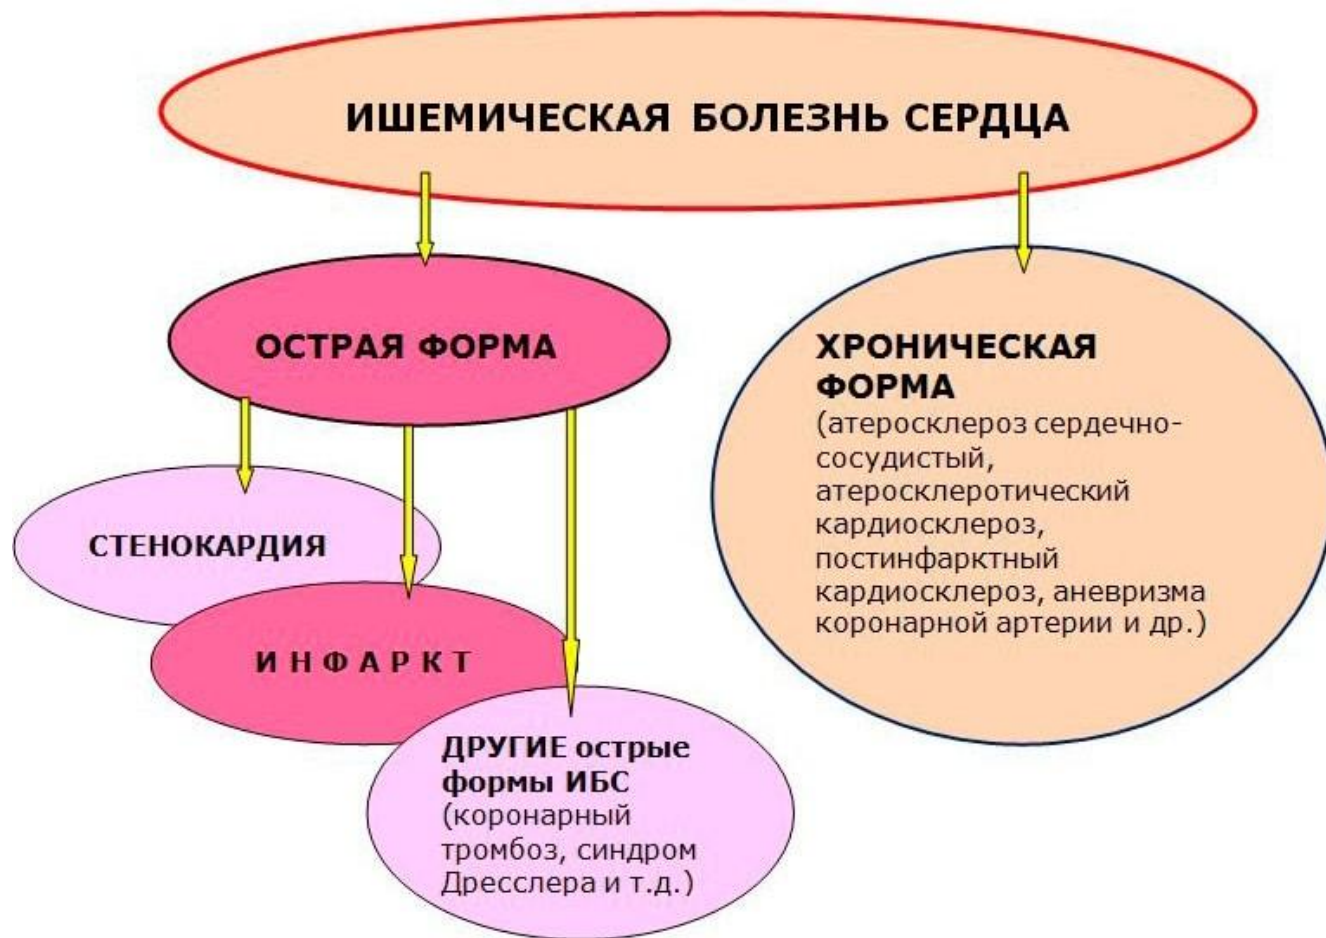 ИШЕМИЧЕСКАЯ БОЛЕЗНЬ СЕРДЦА
ОСТРАЯ ФОРМА
СТЕНОКАРДИЯ
И Н Ф А Р К Т
ДРУГИЕ острые
формы ИБС
(коронарный
тромбоз, синдром
Дресслера и т.д.)
ХРОНИЧЕСКАЯ
ФОРМА
(атеросклероз сердечно-
сосудистый,
атеросклеротический
кардиосклероз,
постинфарктный
кардиосклероз, аневризма
коронарной артерии и др.)